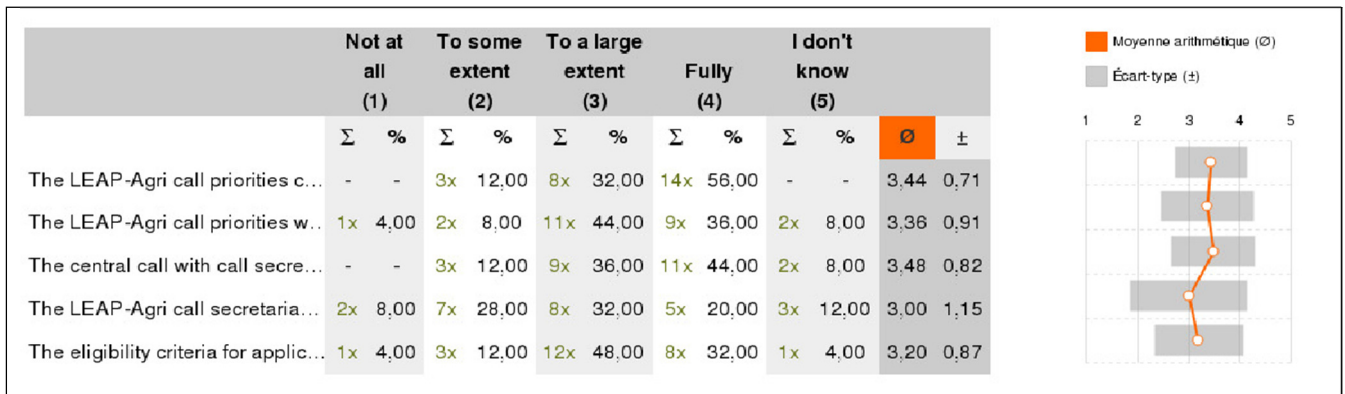 Not at To some To a large I don't
all extent extent Fully know
(1) (2) (3) (4) (5)
Σ % Σ % Σ % Σ % Σ % Ø ±
The LEAP-Agri call priorities c... - - 3x 12,00 8x 32,00 14x 56,00 - - 3,44 0,71
The LEAP-Agri call priorities w... 1x 4,00 2x 8,00 11x 44,00 9x 36,00 2x 8,00 3,36 0,91
The central call with call secre... - - 3x 12,00 9x 36,00 11x 44,00 2x 8,00 3,48 0,82
The LEAP-Agri call secretaria... 2x 8,00 7x 28,00 8x 32,00 5x 20,00 3x 12,00 3,00 1,15
The eligibility criteria for applic... 1x 4,00 3x 12,00 12x 48,00 8x 32,00 1x 4,00 3,20 0,87
Moyenne arithmétique (Ø)
Écart-type (±)
1 2 3 4 5